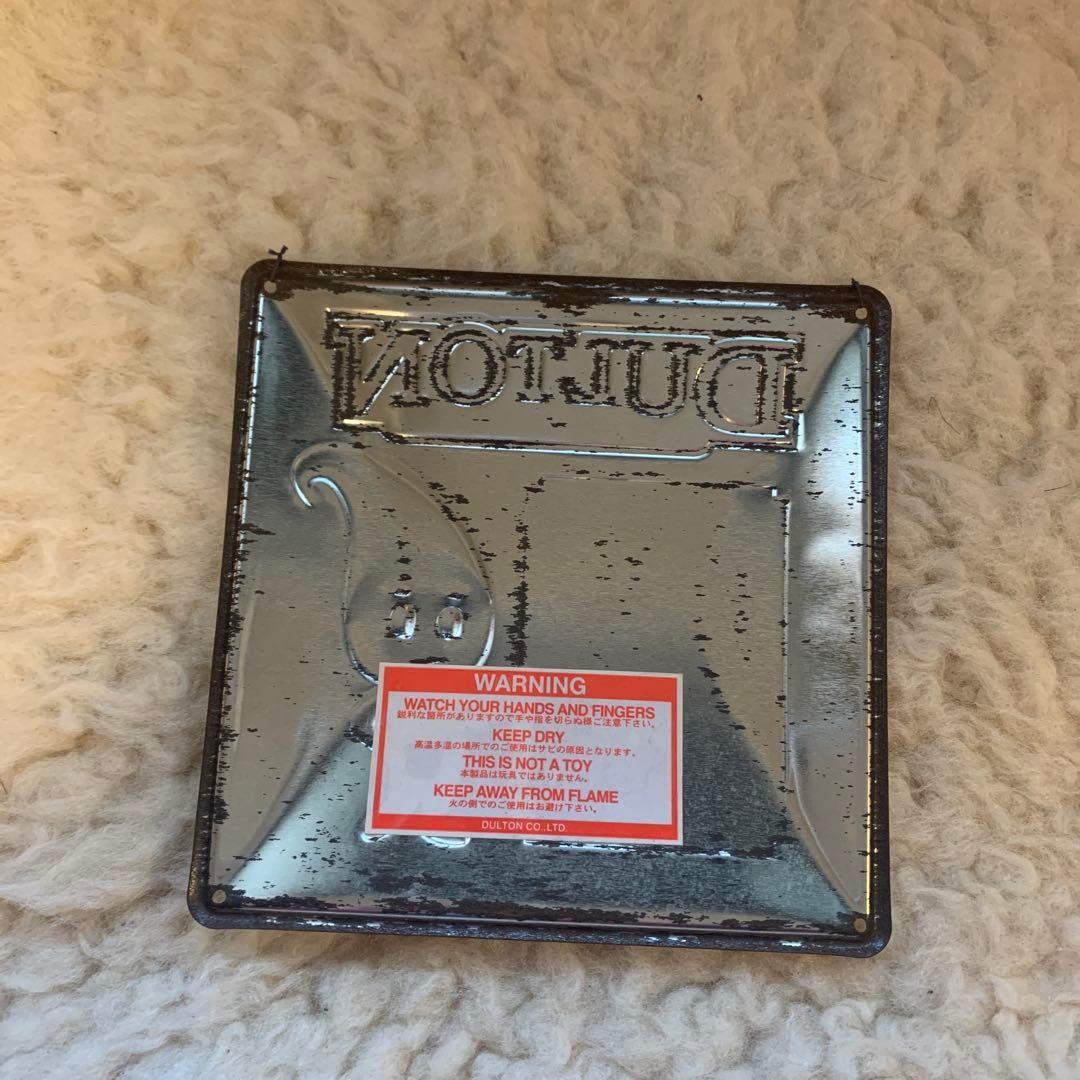 DULTON
WARNING
WATCH YOUR HANDS AND FINGERS
鋭利な箇所がありますので手や指を切らぬ様ご注意下さい。
KEEP DRY
高温多湿の場所でのご使用はサビの原因となります。
THIS IS NOT A TOY
本製品は玩具ではありません。
KEEP AWAY FROM FLAME
火の側でのご使用はお避け下さい。
DULTON CO.,LTD.